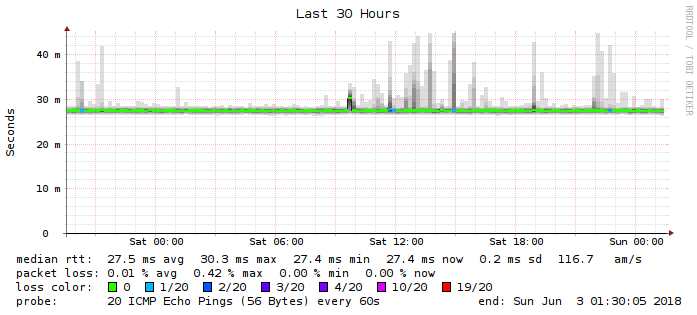 Last 30 Hours
RRDTOOL / TOBI OETIKER
Seconds
40 m
30 m
20 m
10 m
0
Sat 00:00 Sat 06:00 Sat 12:00 Sat 18:00 Sun 00:00
median rtt: 27.5 ms avg 30.3 ms max 27.4 ms min 27.4 ms now 0.2 ms sd 116.7 am/s
packet loss: 0.01 % avg 0.42 % max 0.00 % min 0.00 % now
loss color: 0 1/20 2/20 3/20 4/20 10/20 19/20
probe: 20 ICMP Echo Pings (56 Bytes) every 60s end: Sun Jun 3 01:30:05 2018